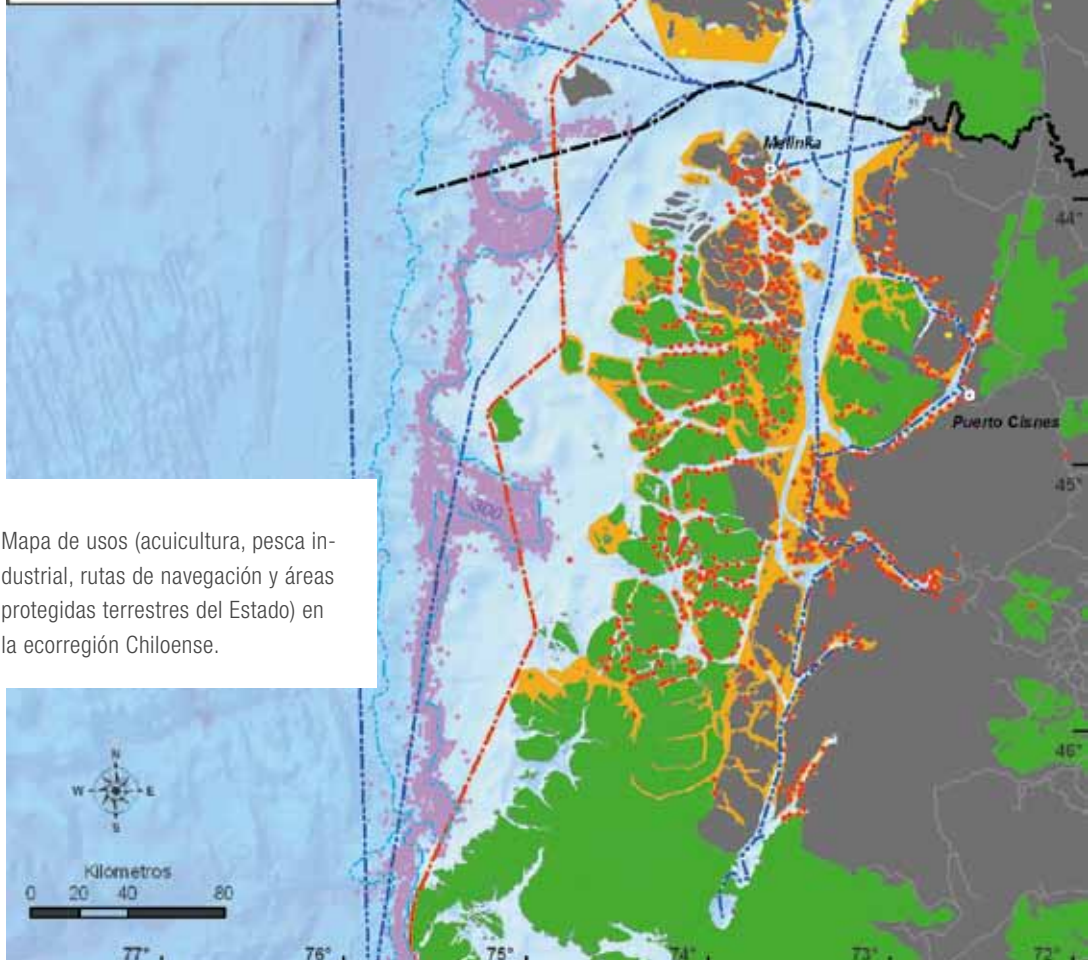 Melinka
44°
Puerto Cisnes
45°
300
Mapa de usos (acuicultura, pesca in-
dustrial, rutas de navegación y áreas
protegidas terrestres del Estado) en
la ecorregión Chiloense.
46°
N
W E
S
Kilometros
0 20 40 80
77° 76° 75° 74° 73° 72°